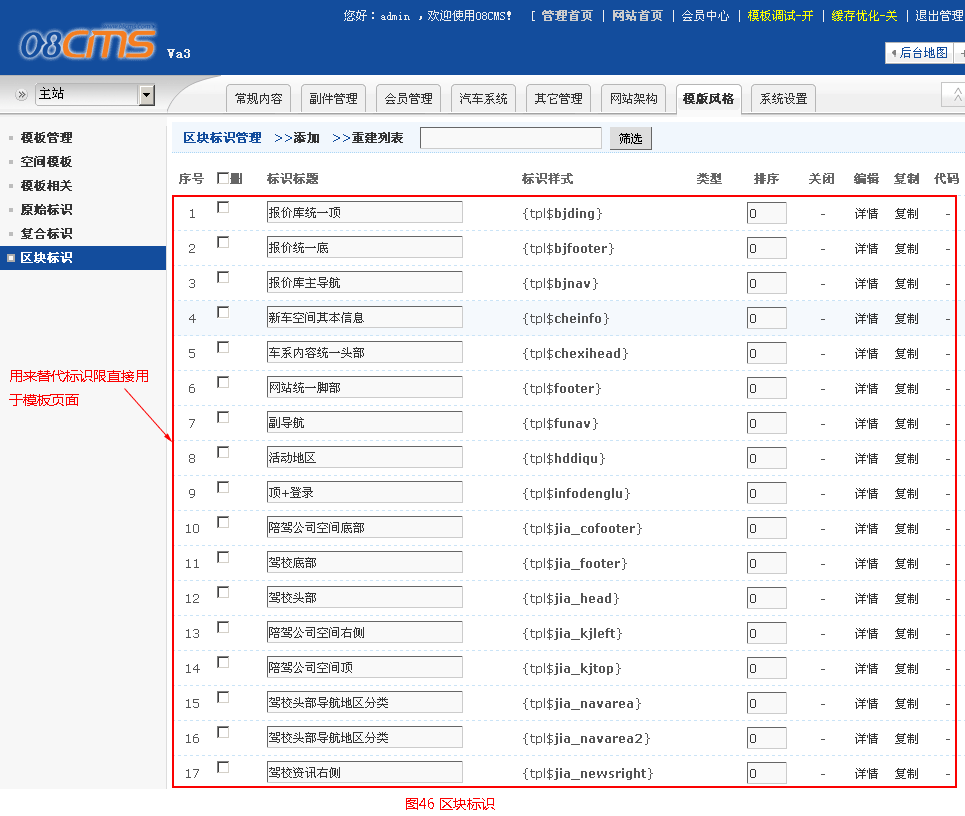 您好：admin ，欢迎使用08CMS！ [ 管理首页 | 网站首页 | 会员中心 | 模板调试-开 | 缓存优化-关 | 退出管理
08CMS Va3
后台地图
主站
常规内容 副件管理 会员管理 汽车系统 其它管理 网站架构 模版风格 系统设置
模板管理
空间模板
模板相关
原始标识
复合标识
区块标识
区块标识管理 >>添加 >>重建列表 筛选
序号 删 标识标题 标识样式 类型 排序 关闭 编辑 复制 代码
1 报价库统一顶 {tpl$bjding} 0 - 详情 复制 -
2 报价统一底 {tpl$bjfooter} 0 - 详情 复制 -
3 报价库主导航 {tpl$bjnav} 0 - 详情 复制 -
4 新车空间其本信息 {tpl$cheinfo} 0 - 详情 复制 -
5 车系内容统一头部 {tpl$chexihead} 0 - 详情 复制 -
6 网站统一脚部 {tpl$footer} 0 - 详情 复制 -
7 副导航 {tpl$funav} 0 - 详情 复制 -
8 活动地区 {tpl$hddiqu} 0 - 详情 复制 -
9 顶+登录 {tpl$infodenglu} 0 - 详情 复制 -
10 陪驾公司空间底部 {tpl$jia_cofooter} 0 - 详情 复制 -
11 驾校底部 {tpl$jia_footer} 0 - 详情 复制 -
12 驾校头部 {tpl$jia_head} 0 - 详情 复制 -
13 陪驾公司空间右侧 {tpl$jia_kjleft} 0 - 详情 复制 -
14 陪驾公司空间顶 {tpl$jia_kjtop} 0 - 详情 复制 -
15 驾校头部导航地区分类 {tpl$jia_navarea} 0 - 详情 复制 -
16 驾校头部导航地区分类 {tpl$jia_navarea2} 0 - 详情 复制 -
17 驾校资讯右侧 {tpl$jia_newsright} 0 - 详情 复制 -
用来替代标识限直接用
于模板页面
图46 区块标识